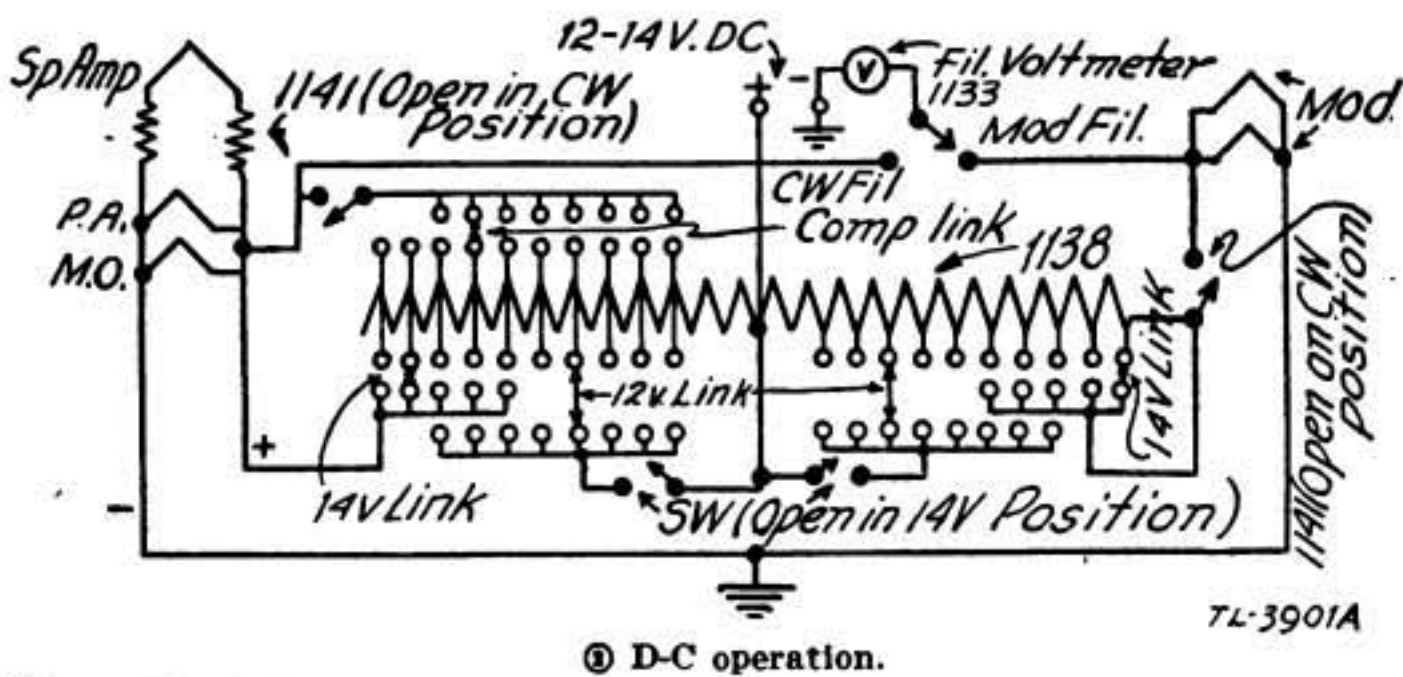 Sp Amp
1141 (Open in CW
Position)
12-14 V. DC
+
-
V
Fil. Voltmeter
1133
Mod Fil.
Mod.
P.A.
M.O.
CW Fil
Comp link
1138
14V Link
1141 (Open on CW
position)
12v. Link
+
-
14v Link
SW (Open in 14V Position)
TL-3901A
① D-C operation.